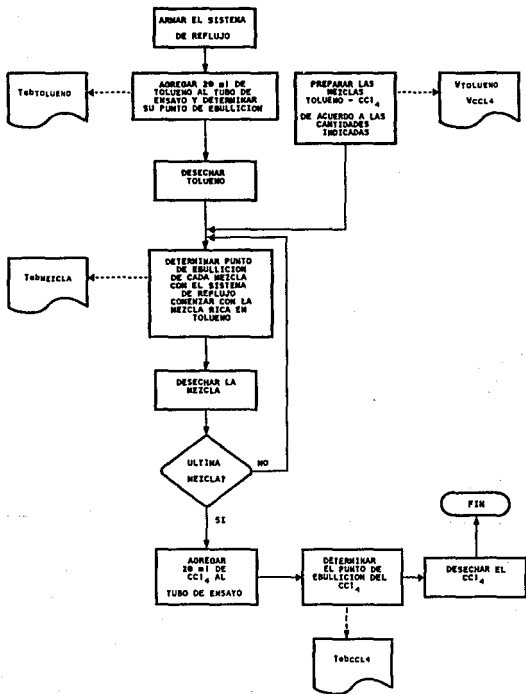 ARMAR EL SISTEMA
DE REFLUJO
TebTOLUENO
AGREGAR 20 ml DE
TOLUENO AL TUBO DE
ENSAYO Y DETERMINAR
SU PUNTO DE EBULLICION
PREPARAR LAS
MEZCLAS
TOLUENO - CCl4
DE ACUERDO A LAS
CANTIDADES
INDICADAS
VTOLUENO
VCCL4
DESECHAR
TOLUENO
TebMEZCLA
DETERMINAR PUNTO
DE EBULLICION
DE CADA MEZCLA
CON EL SISTEMA
DE REFLUJO
COMENZAR CON LA
MEZCLA RICA EN
TOLUENO
DESECHAR LA
MEZCLA
ULTIMA
MEZCLA?
NO
SI
FIN
AGREGAR
20 ml DE
CCl4 AL
TUBO DE ENSAYO
DETERMINAR
EL PUNTO DE
EBULLICION DEL
CCl4
DESECHAR EL
CCl4
TebCCL4